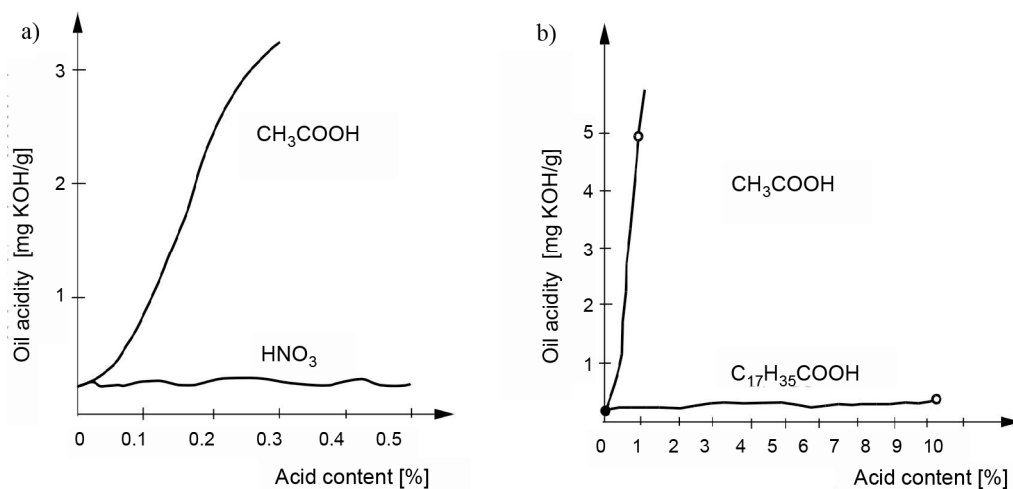 a)
Oil acidity [mg KOH/g]
3
2
1
CH₃COOH
HNO₃
0 0.1 0.2 0.3 0.4 0.5
Acid content [%]
b)
Oil acidity [mg KOH/g]
5
4
3
2
1
CH₃COOH
C₁₇H₃₅COOH
0 1 2 3 4 5 6 7 8 9 10
Acid content [%]